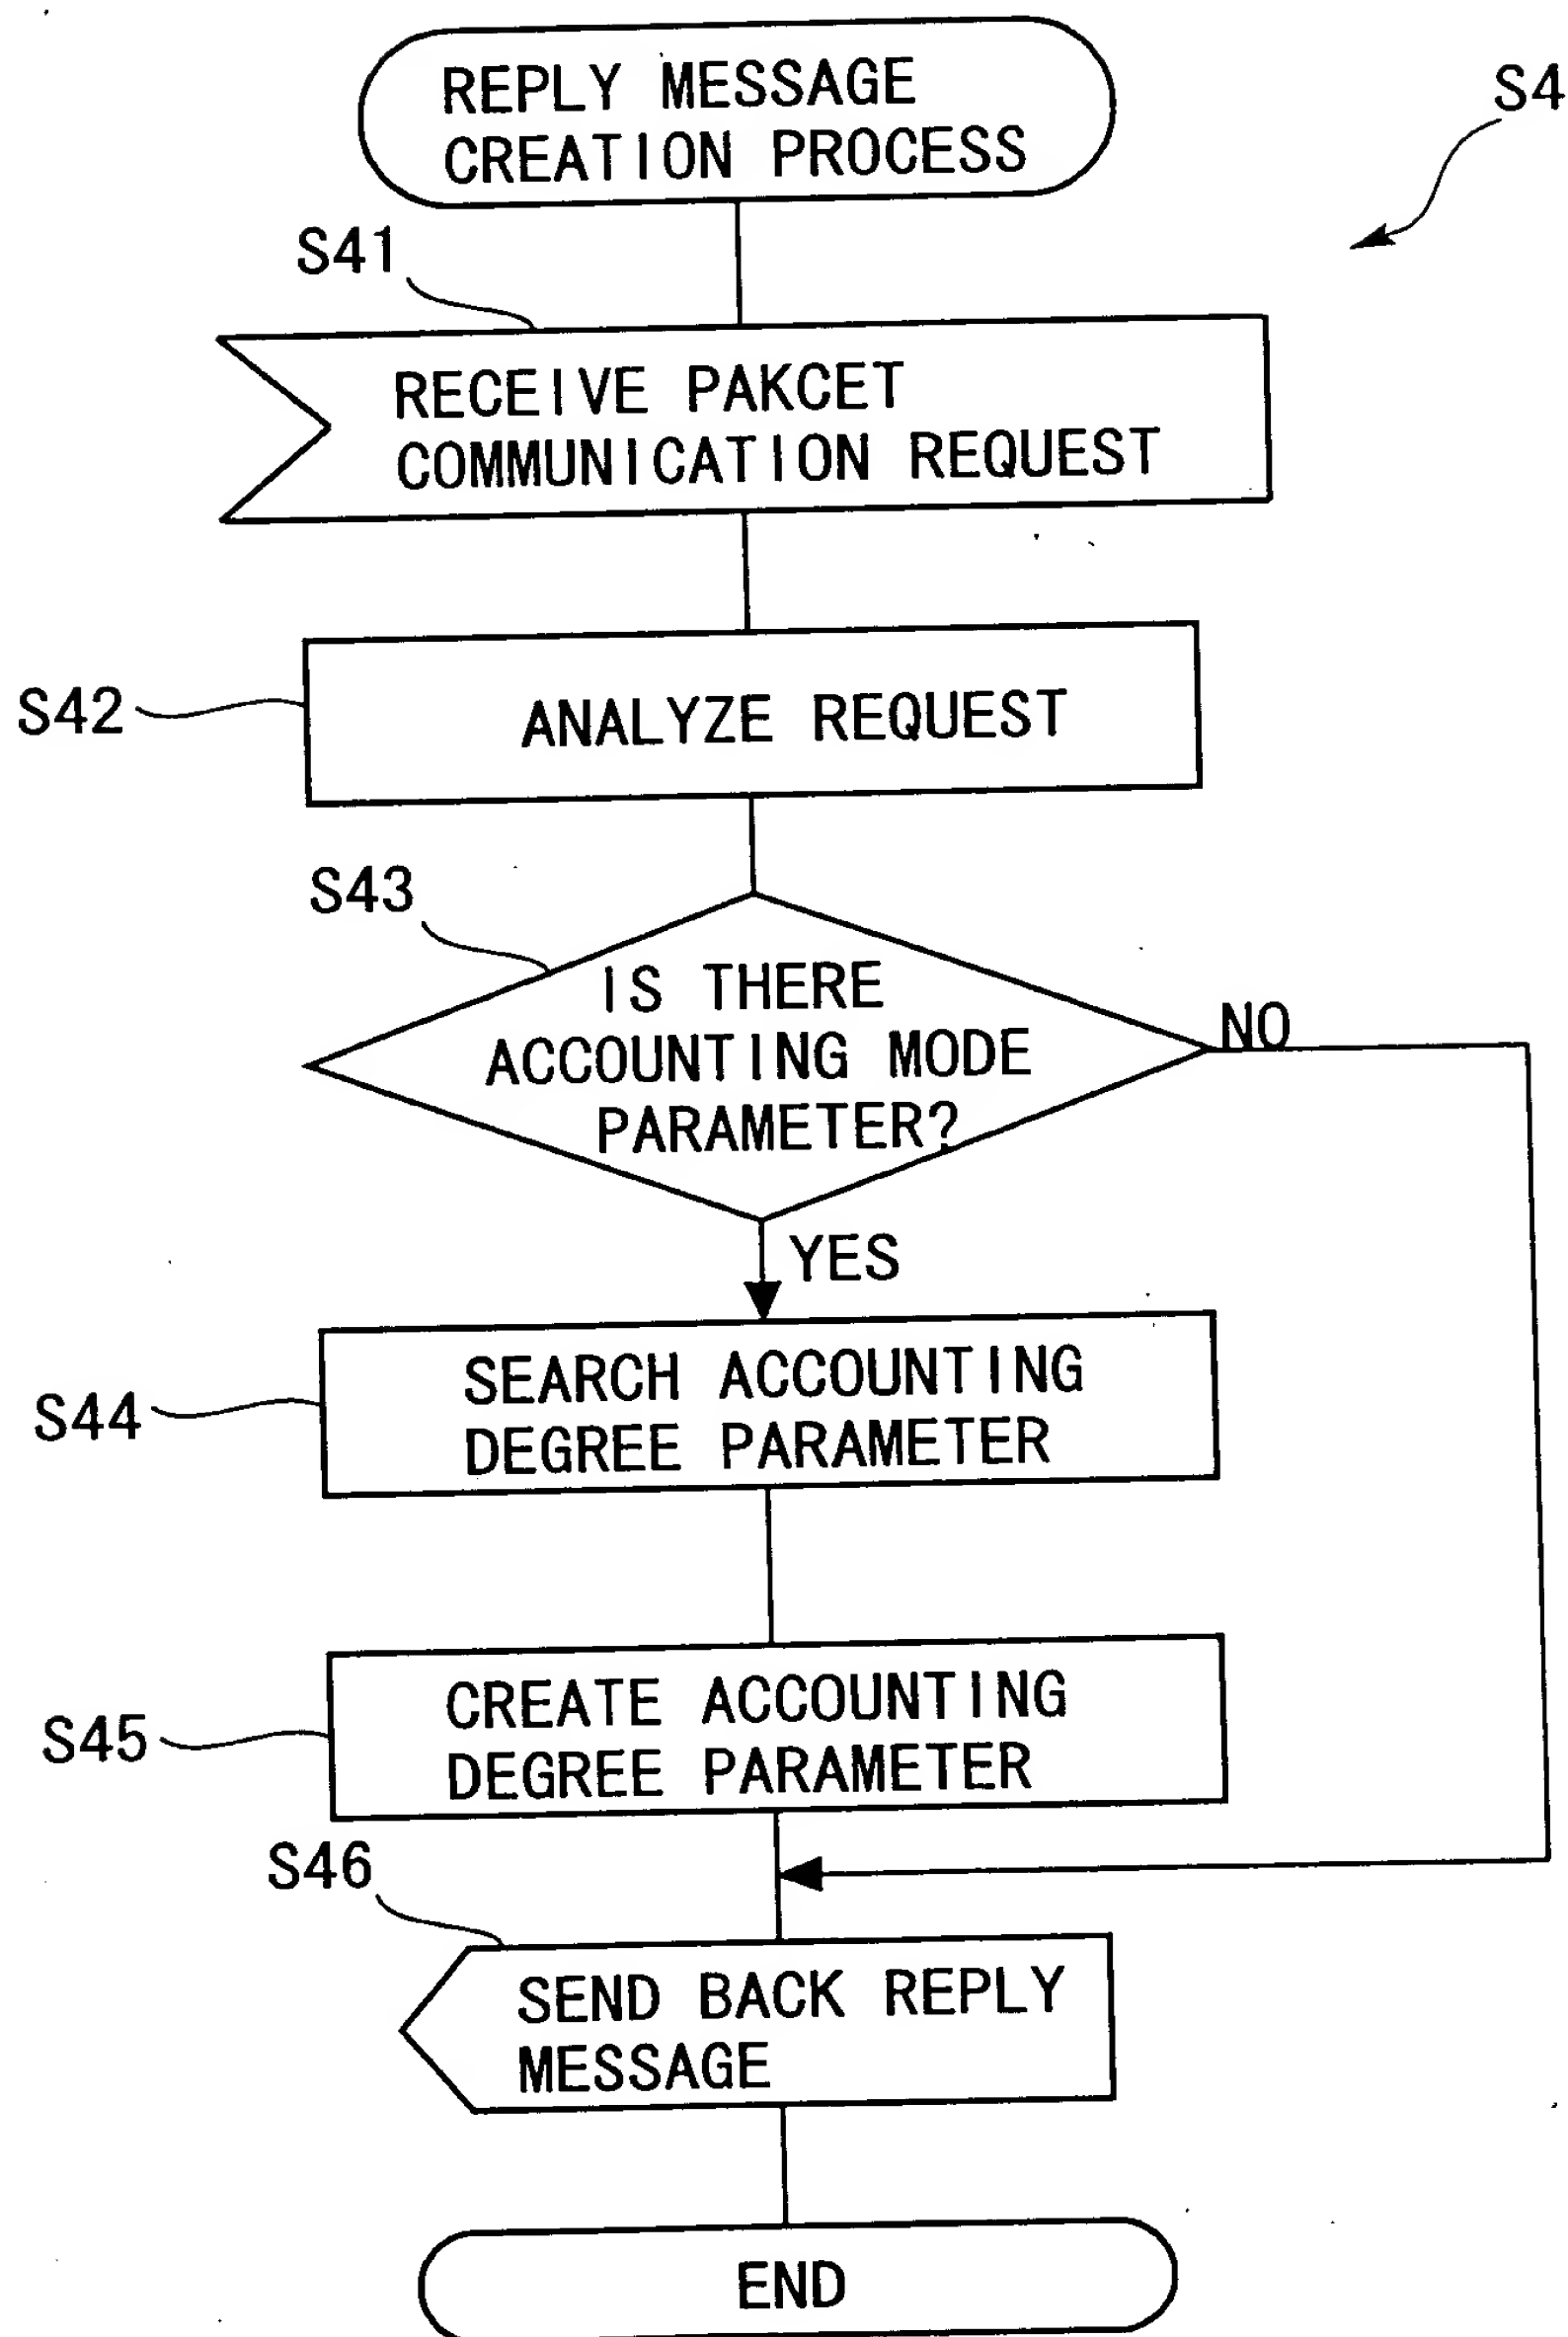 REPLY MESSAGE
CREATION PROCESS
S4
S41
RECEIVE PAKCET
COMMUNICATION REQUEST
S42
ANALYZE REQUEST
S43
IS THERE
ACCOUNTING MODE
PARAMETER?
NO
YES
S44
SEARCH ACCOUNTING
DEGREE PARAMETER
S45
CREATE ACCOUNTING
DEGREE PARAMETER
S46
SEND BACK REPLY
MESSAGE
END